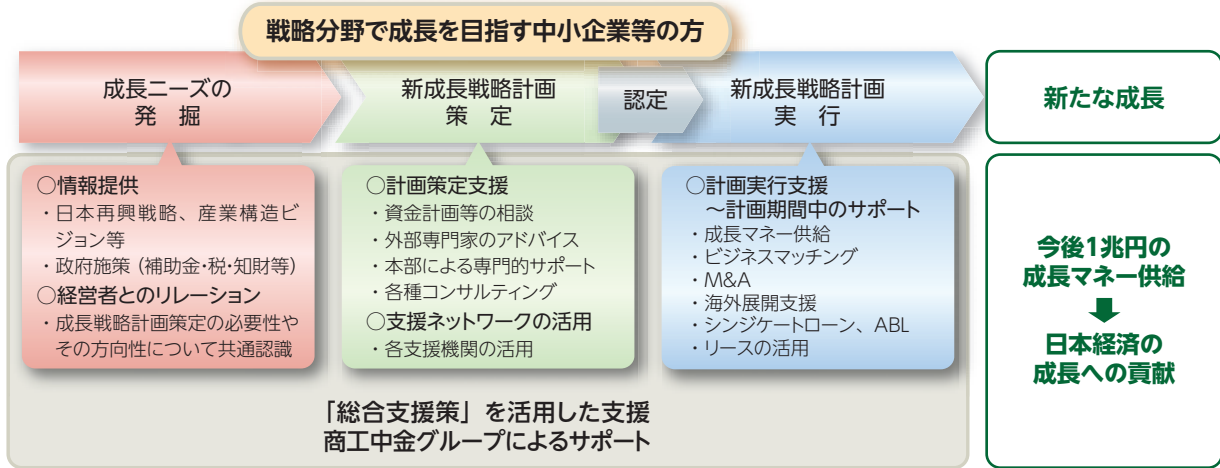 戦略分野で成長を目指す中小企業等の方
成長ニーズの
発　掘
新成長戦略計画
策　定
認定
新成長戦略計画
実　行
新たな成長
○情報提供
・日本再興戦略、産業構造ビ
ジョン等
・政府施策（補助金・税・知財等）
○経営者とのリレーション
・成長戦略計画策定の必要性や
その方向性について共通認識
○計画策定支援
・資金計画等の相談
・外部専門家のアドバイス
・本部による専門的サポート
・各種コンサルティング
○支援ネットワークの活用
・各支援機関の活用
○計画実行支援
～計画期間中のサポート
・成長マネー供給
・ビジネスマッチング
・M&A
・海外展開支援
・シンジケートローン、ABL
・リースの活用
今後1兆円の
成長マネー供給
日本経済の
成長への貢献
「総合支援策」を活用した支援
商工中金グループによるサポート